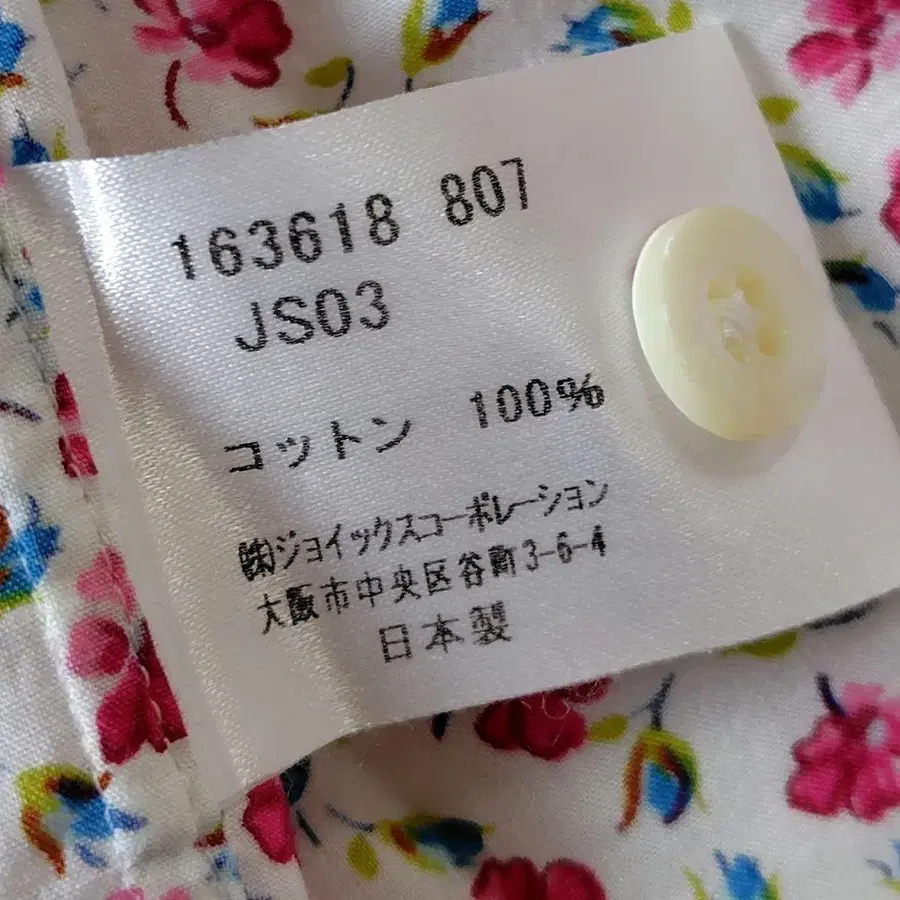 163618 807
JS03
コットン 100%
㈱ジョイックスコーポレーション
大阪市中央区谷町3-6-4
日本製